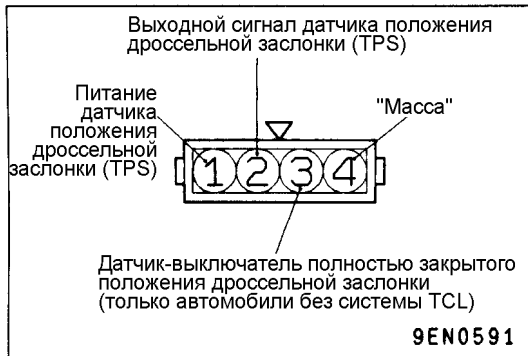 Выходной сигнал датчика положения
дроссельной заслонки (TPS)
Питание
датчика
положения
дроссельной
заслонки (TPS)
"Масса"
1 2 3 4
Датчик-выключатель полностью закрытого
положения дроссельной заслонки
(только автомобили без системы TCL)
9EN0591